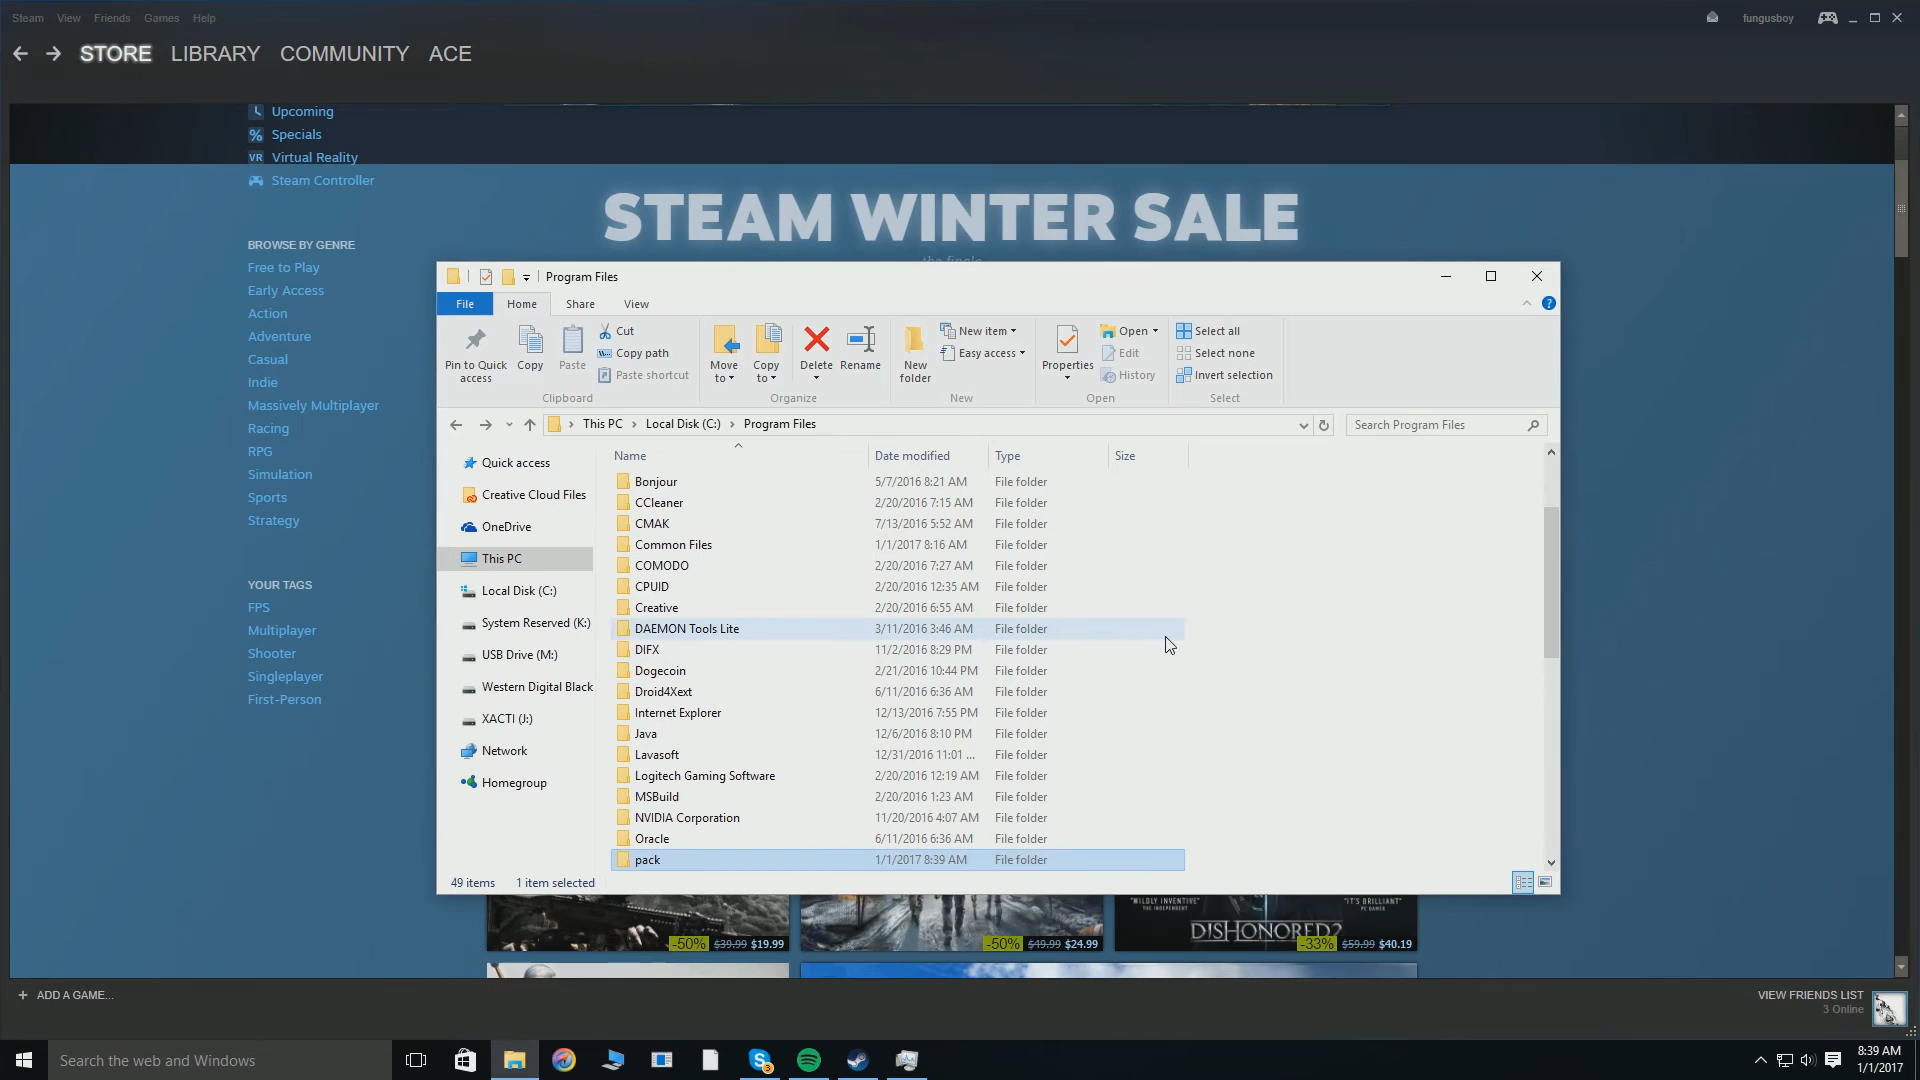 Steam View Friends Games Help
fungusboy
STORE LIBRARY COMMUNITY ACE
Upcoming
% Specials
VR Virtual Reality
Steam Controller
STEAM WINTER SALE
the finale
BROWSE BY GENRE
Free to Play
Early Access
Action
Adventure
Casual
Indie
Massively Multiplayer
Racing
RPG
Simulation
Sports
Strategy
YOUR TAGS
FPS
Multiplayer
Shooter
Singleplayer
First-Person
Program Files
File Home Share View
Pin to Quick access
Copy
Paste
Cut
Copy path
Paste shortcut
Clipboard
Move to
Copy to
Delete
Rename
Organize
New folder
New item
Easy access
New
Properties
Open
Edit
History
Open
Select all
Select none
Invert selection
Select
This PC > Local Disk (C:) > Program Files
Search Program Files
Quick access
Creative Cloud Files
OneDrive
This PC
Local Disk (C:)
System Reserved (K:)
USB Drive (M:)
Western Digital Black
XACTI (J:)
Network
Homegroup
Name Date modified Type Size
Bonjour 5/7/2016 8:21 AM File folder
CCleaner 2/20/2016 7:15 AM File folder
CMAK 7/13/2016 5:52 AM File folder
Common Files 1/1/2017 8:16 AM File folder
COMODO 2/20/2016 7:27 AM File folder
CPUID 2/20/2016 12:35 AM File folder
Creative 2/20/2016 6:55 AM File folder
DAEMON Tools Lite 3/11/2016 3:46 AM File folder
DIFX 11/2/2016 8:29 PM File folder
Dogecoin 2/21/2016 10:44 PM File folder
Droid4Xext 6/11/2016 6:36 AM File folder
Internet Explorer 12/13/2016 7:55 PM File folder
Java 12/6/2016 8:10 PM File folder
Lavasoft 12/31/2016 11:01 ... File folder
Logitech Gaming Software 2/20/2016 12:19 AM File folder
MSBuild 2/20/2016 1:23 AM File folder
NVIDIA Corporation 11/20/2016 4:07 AM File folder
Oracle 6/11/2016 6:36 AM File folder
pack 1/1/2017 8:39 AM File folder
49 items 1 item selected
"WILDLY INVENTIVE" "IT'S BRILLIANT"
THE INDEPENDENT PC GAMER
DISHONORED2
-50% $39.99 $19.99
-50% $49.99 $24.99
-33% $59.99 $40.19
+ ADD A GAME...
VIEW FRIENDS LIST
3 Online
Search the web and Windows
3
8:39 AM
1/1/2017